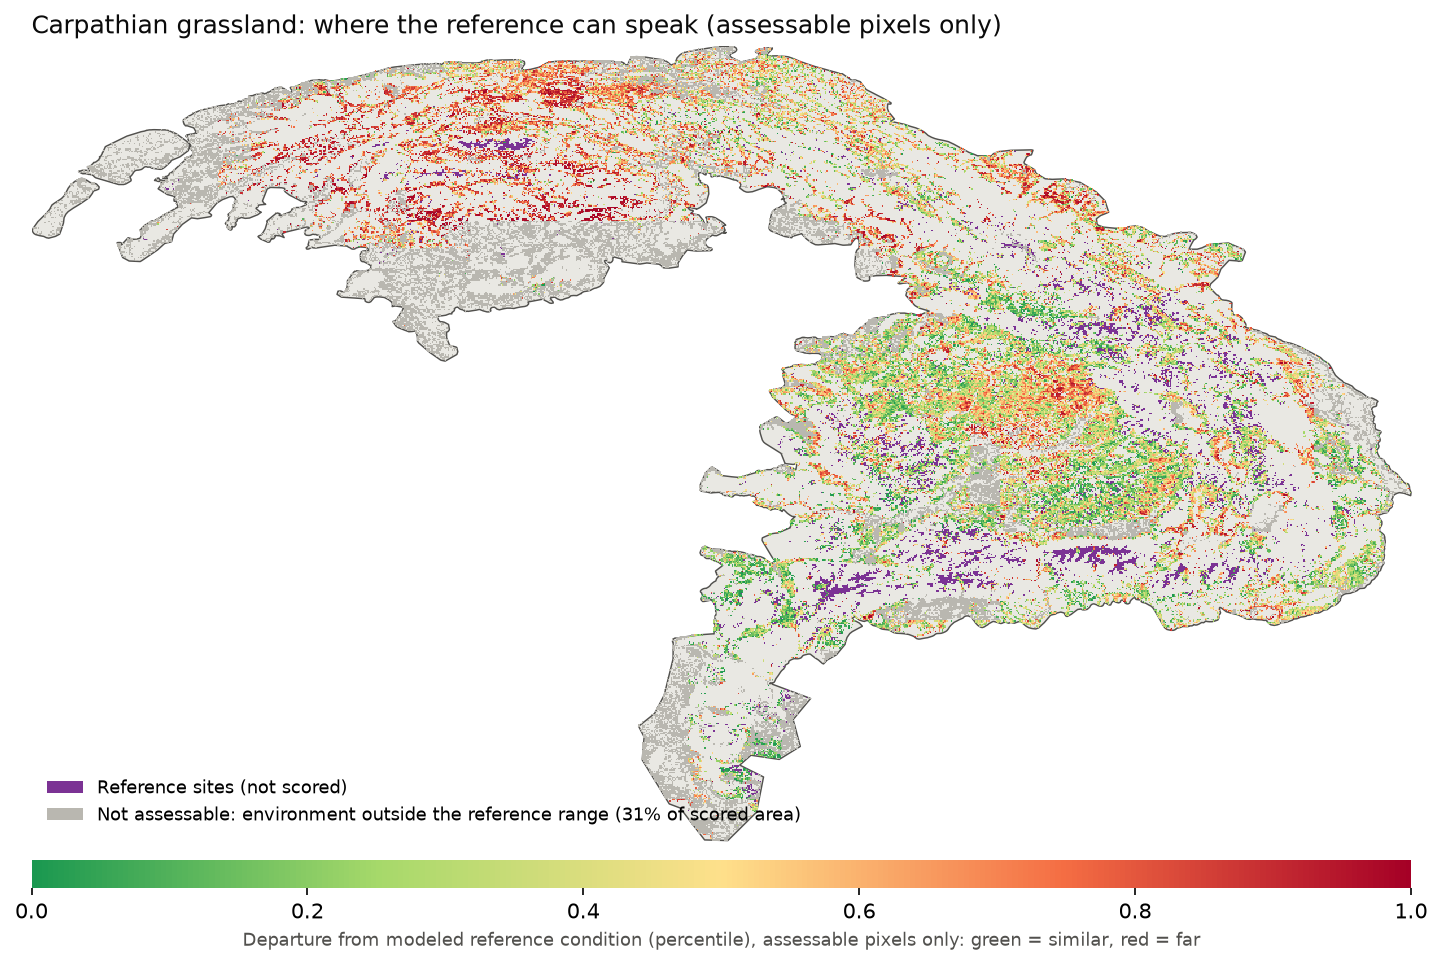 Carpathian grassland: where the reference can speak (assessable pixels only)
Reference sites (not scored)
Not assessable: environment outside the reference range (31% of scored area)
0.0 0.2 0.4 0.6 0.8 1.0
Departure from modeled reference condition (percentile), assessable pixels only: green = similar, red = far